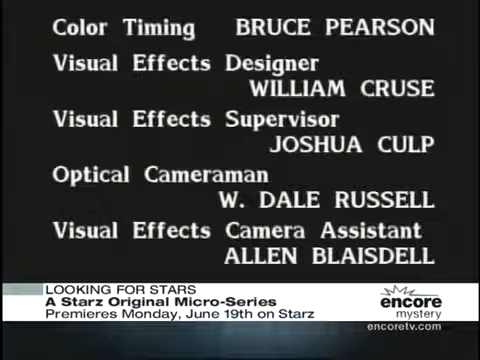 Color Timing BRUCE PEARSON
Visual Effects Designer
WILLIAM CRUSE
Visual Effects Supervisor
JOSHUA CULP
Optical Cameraman
W. DALE RUSSELL
Visual Effects Camera Assistant
ALLEN BLAISDELL
LOOKING FOR STARS
A Starz Original Micro-Series
Premieres Monday, June 19th on Starz
encore
mystery
encoretv.com